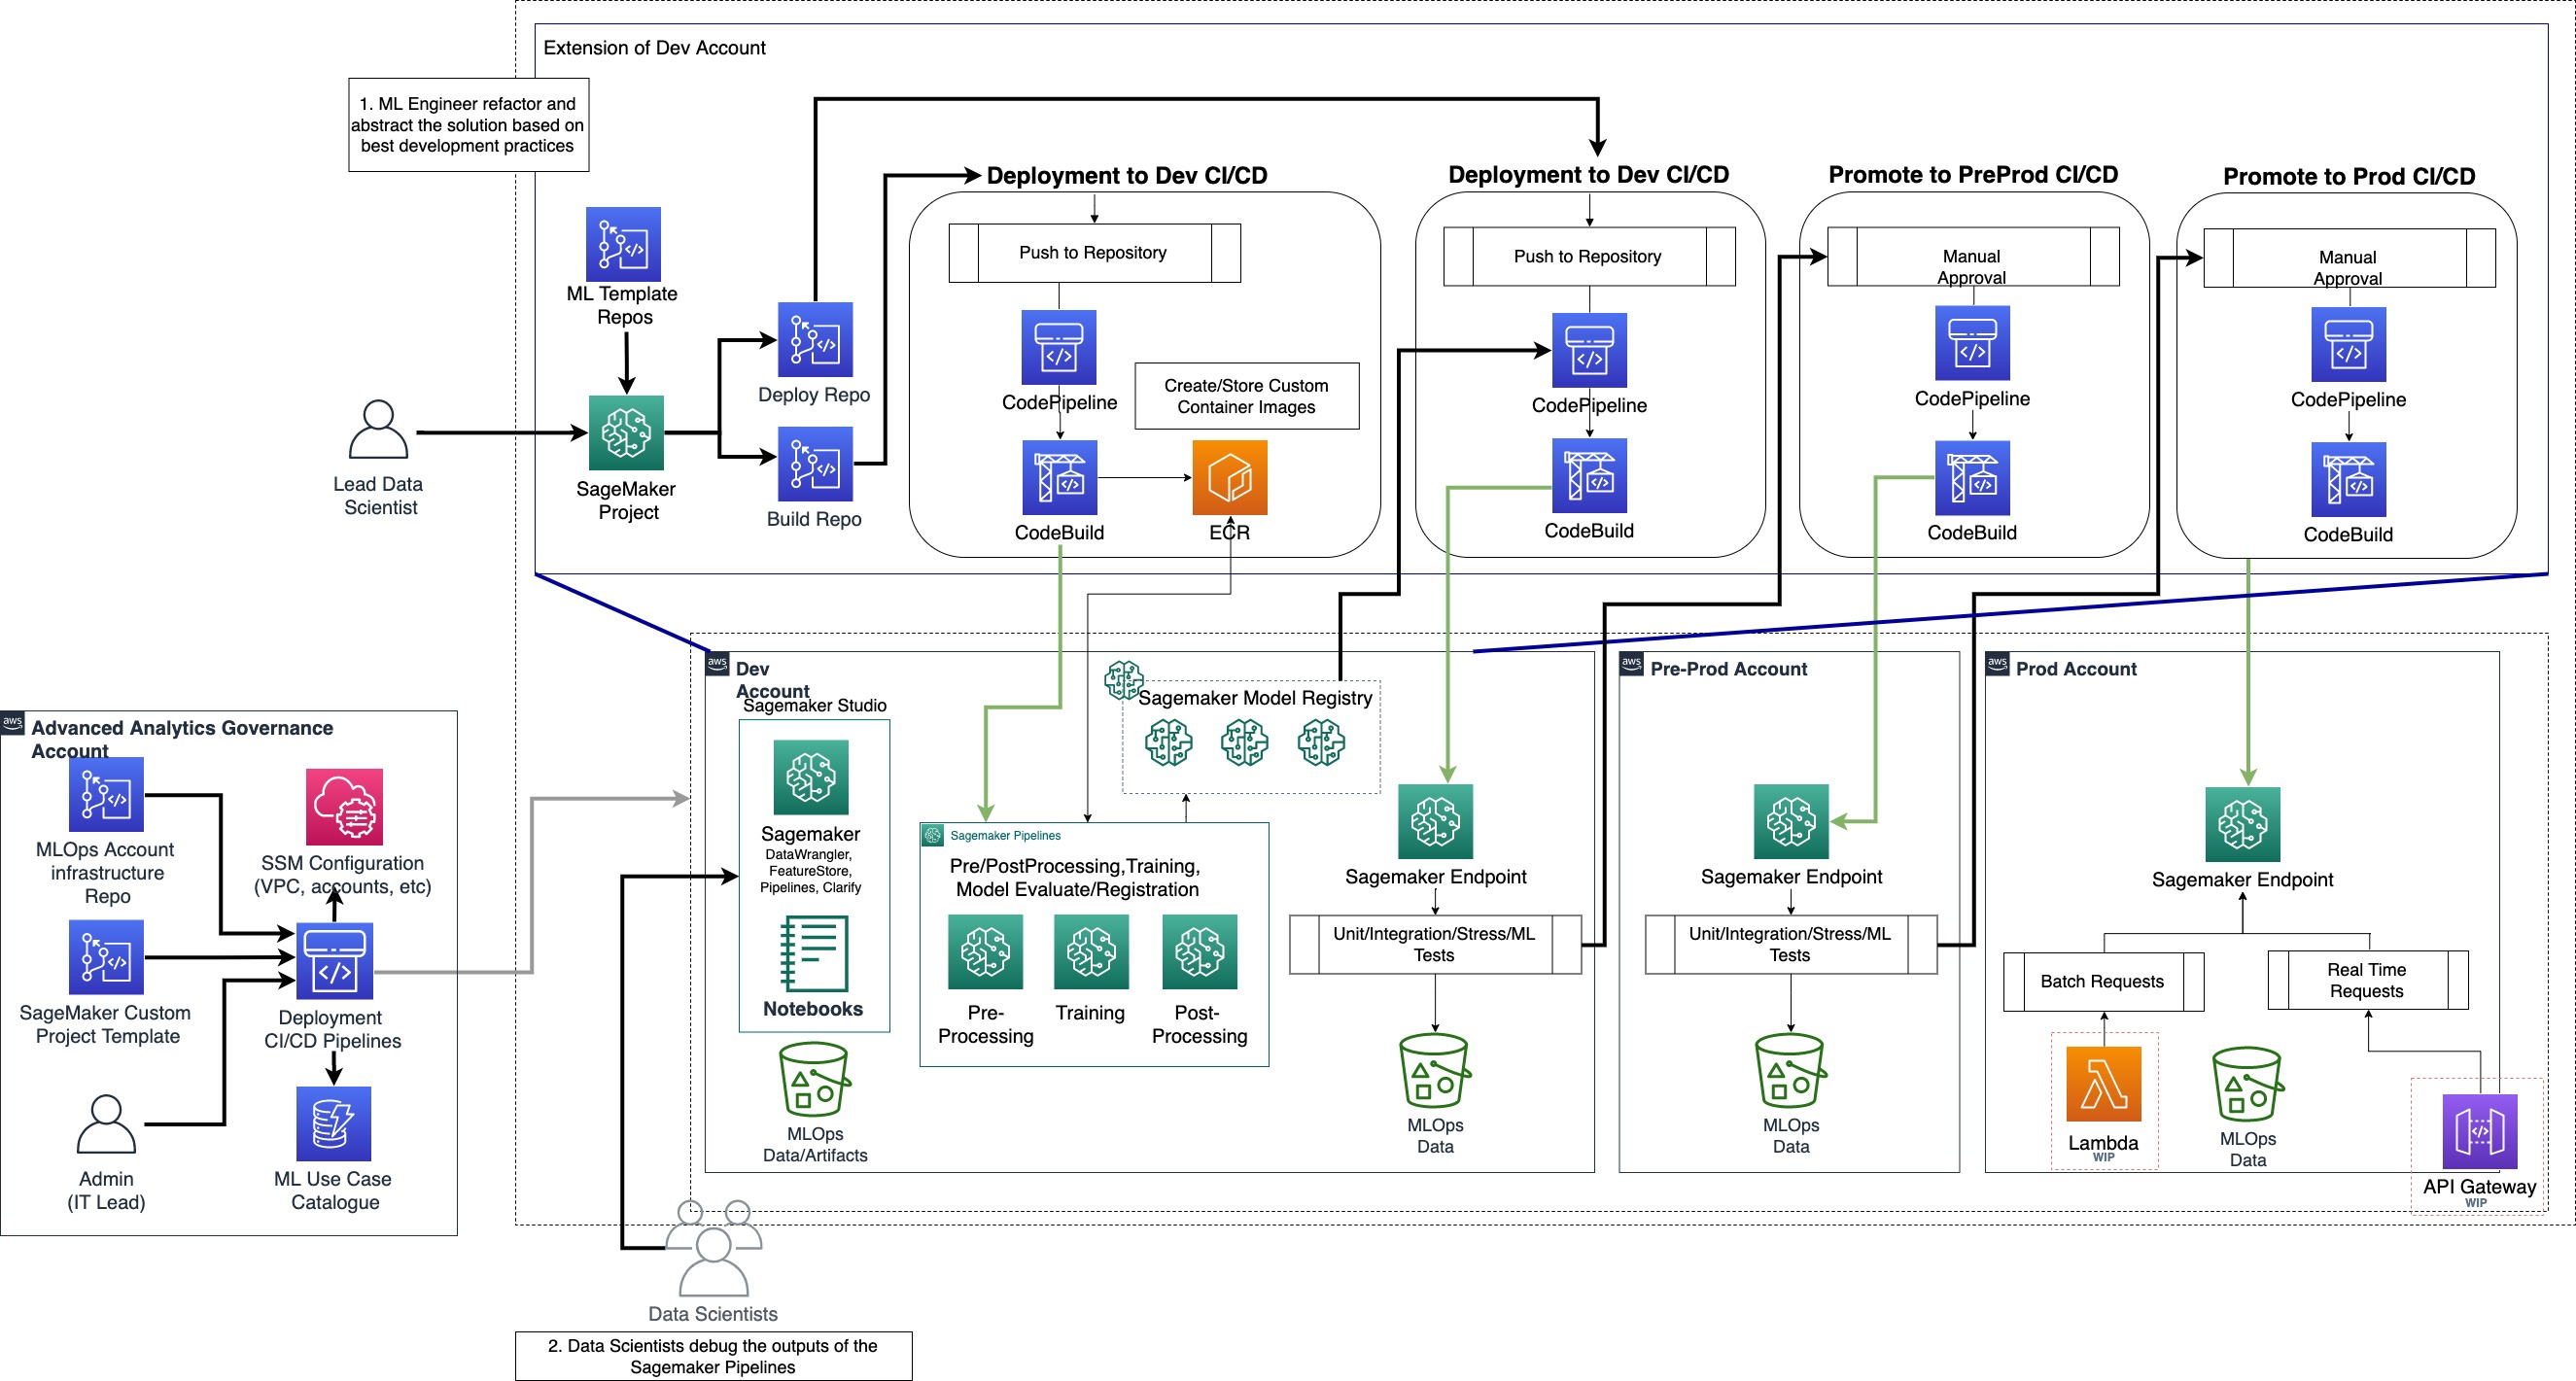 Extension of Dev Account
1. ML Engineer refactor and
abstract the solution based on
best development practices
Deployment to Dev CI/CD
Deployment to Dev CI/CD
Promote to PreProd CI/CD
Promote to Prod CI/CD
Push to Repository
Push to Repository
Manual
Approval
Manual
Approval
ML Template
Repos
Deploy Repo
Build Repo
SageMaker
Project
Lead Data
Scientist
CodePipeline
Create/Store Custom
Container Images
CodeBuild
ECR
CodePipeline
CodeBuild
CodePipeline
CodeBuild
CodePipeline
CodeBuild
aws
Advanced Analytics Governance
Account
MLOps Account
infrastructure
Repo
SSM Configuration
(VPC, accounts, etc)
SageMaker Custom
Project Template
Deployment
CI/CD Pipelines
Admin
(IT Lead)
ML Use Case
Catalogue
aws
Dev
Account
Sagemaker Studio
Sagemaker
DataWrangler,
FeatureStore,
Pipelines, Clarify
Notebooks
MLOps
Data/Artifacts
Sagemaker Model Registry
Sagemaker Pipelines
Pre/PostProcessing,Training,
Model Evaluate/Registration
Pre-
Processing
Training
Post-
Processing
Sagemaker Endpoint
Unit/Integration/Stress/ML
Tests
MLOps
Data
aws
Pre-Prod Account
Sagemaker Endpoint
Unit/Integration/Stress/ML
Tests
MLOps
Data
aws
Prod Account
Sagemaker Endpoint
Batch Requests
Real Time
Requests
Lambda
WIP
MLOps
Data
API Gateway
WIP
Data Scientists
2. Data Scientists debug the outputs of the
Sagemaker Pipelines